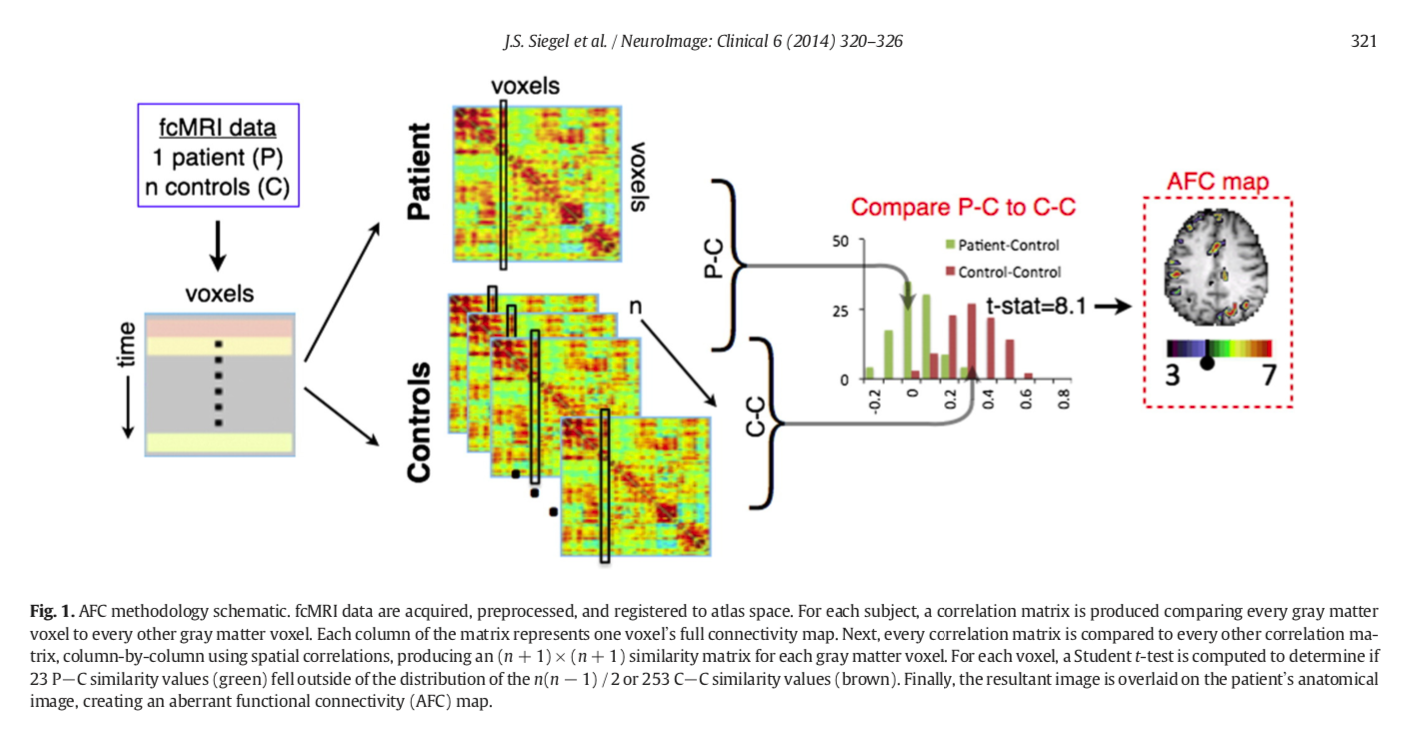 J.S. Siegel et al. / NeuroImage: Clinical 6 (2014) 320–326
321
fcMRI data
1 patient (P)
n controls (C)
voxels
time
Patient
voxels
voxels
Controls
n
P-C
C-C
Compare P-C to C-C
50
25
0
Patient-Control
Control-Control
t-stat=8.1
-0.2
0
0.2
0.4
0.6
0.8
AFC map
3
7
Fig. 1. AFC methodology schematic. fcMRI data are acquired, preprocessed, and registered to atlas space. For each subject, a correlation matrix is produced comparing every gray matter
voxel to every other gray matter voxel. Each column of the matrix represents one voxel's full connectivity map. Next, every correlation matrix is compared to every other correlation ma-
trix, column-by-column using spatial correlations, producing an (n + 1) × (n + 1) similarity matrix for each gray matter voxel. For each voxel, a Student t-test is computed to determine if
23 P—C similarity values (green) fell outside of the distribution of the n(n − 1) / 2 or 253 C—C similarity values (brown). Finally, the resultant image is overlaid on the patient's anatomical
image, creating an aberrant functional connectivity (AFC) map.